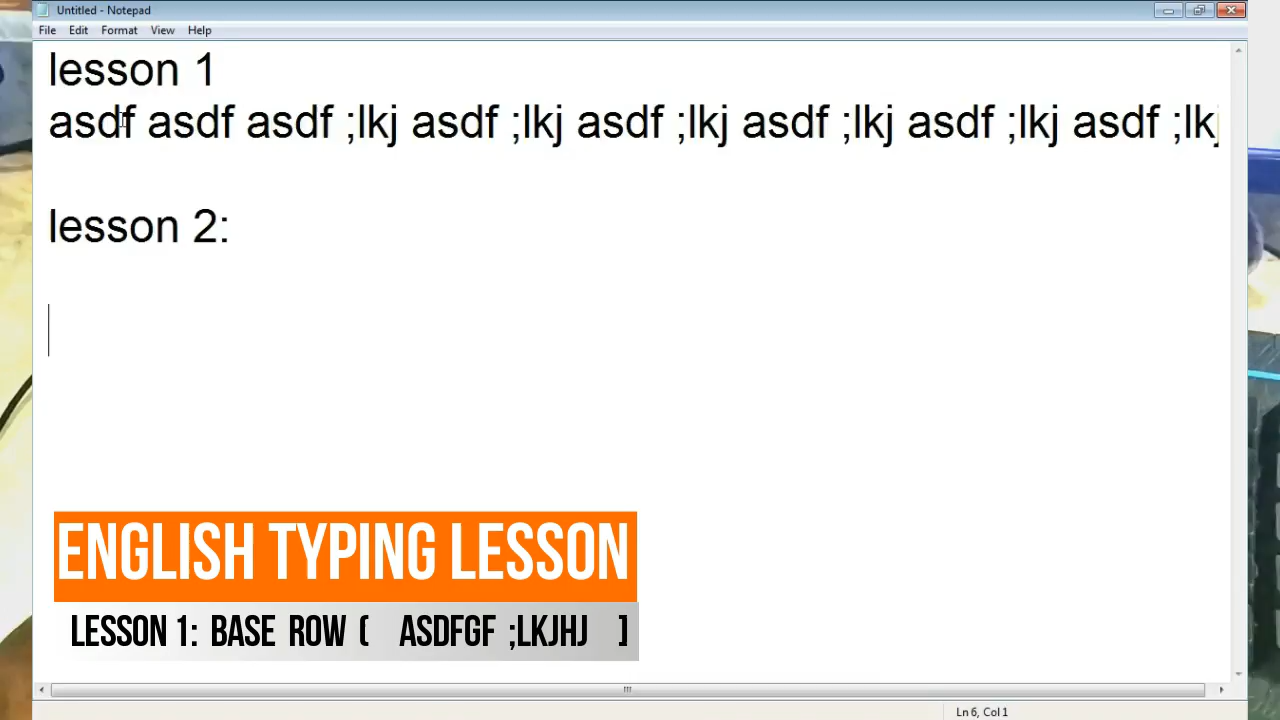 Untitled - Notepad
File Edit Format View Help
lesson 1
asdf asdf asdf ;lkj asdf ;lkj asdf ;lkj asdf ;lkj asdf ;lkj asdf ;lkj
lesson 2:
ENGLISH TYPING LESSON
LESSON 1: BASE ROW ( ASDFGF ;LKJHJ ]
Ln 6, Col 1